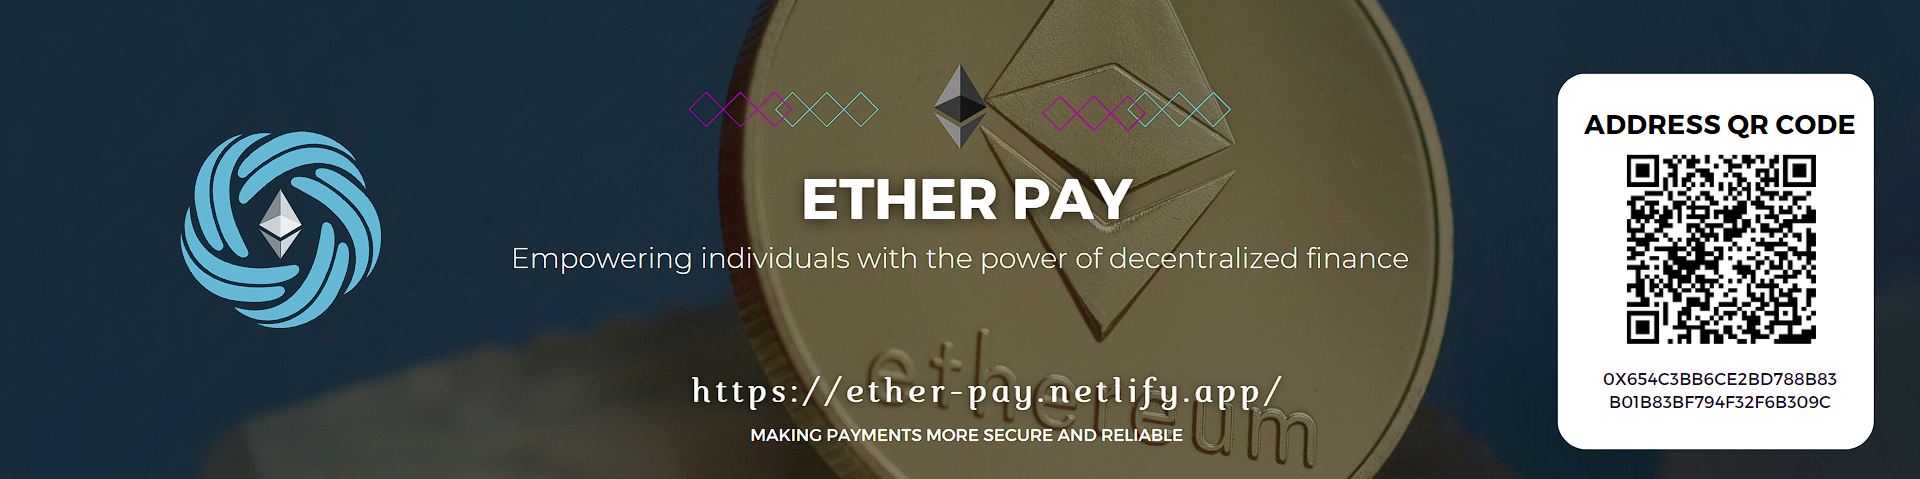 ETHER PAY
Empowering individuals with the power of decentralized finance
ethereum
https://ether-pay.netlify.app/
MAKING PAYMENTS MORE SECURE AND RELIABLE
ADDRESS QR CODE
0X654C3BB6CE2BD788B83
B01B83BF794F32F6B309C